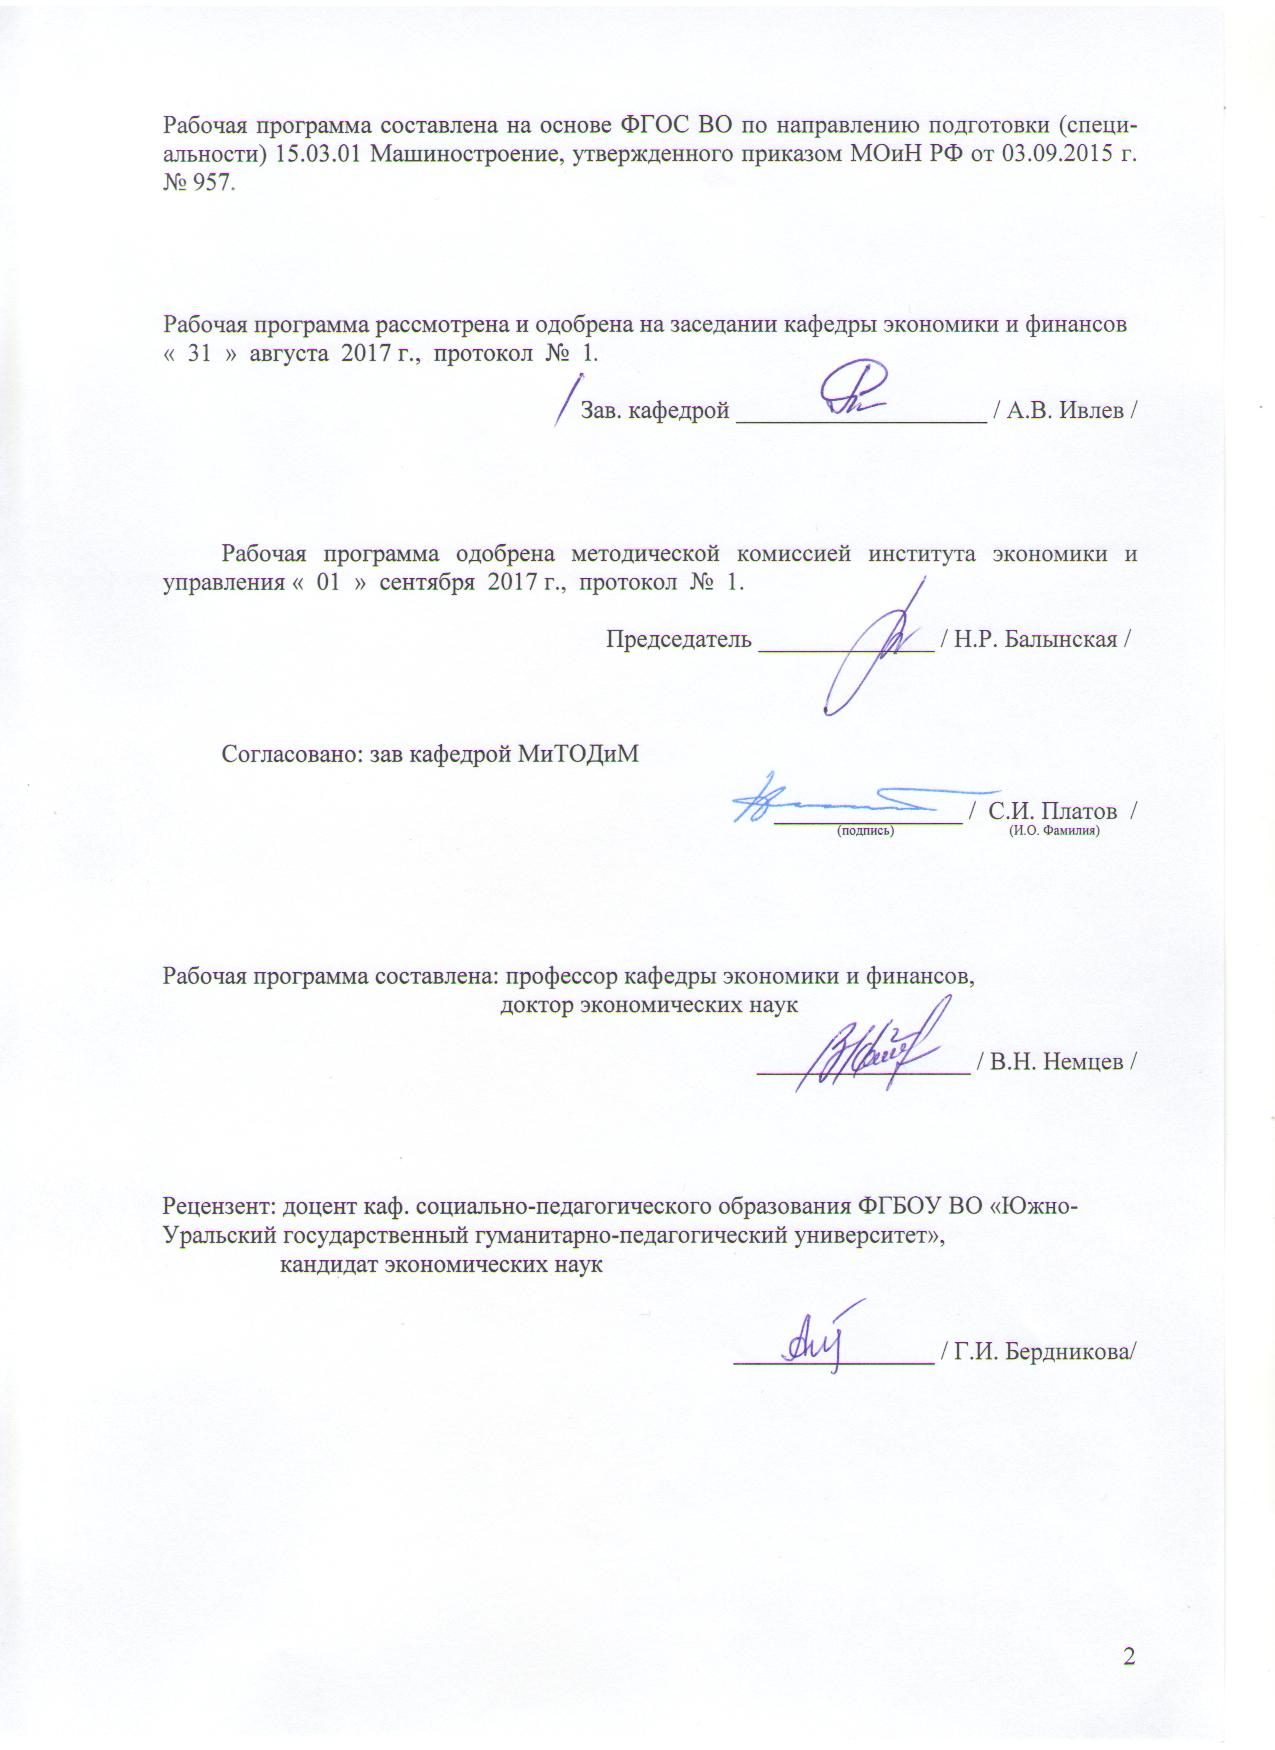 Рабочая программа составлена на основе ФГОС ВО по направлению подготовки (специ-
альности) 15.03.01 Машиностроение, утвержденного приказом МОиН РФ от 03.09.2015 г.
№ 957.
Рабочая программа рассмотрена и одобрена на заседании кафедры экономики и финансов
« 31 » августа 2017 г., протокол № 1.
Зав. кафедрой ____________________ / А.В. Ивлев /
Рабочая программа одобрена методической комиссией института экономики и
управления « 01 » сентября 2017 г., протокол № 1.
Председатель ______________ / Н.Р. Балынская /
Согласовано: зав кафедрой МиТОДиМ
_______________ / С.И. Платов /
(подпись) (И.О. Фамилия)
Рабочая программа составлена: профессор кафедры экономики и финансов,
доктор экономических наук
_________________ / В.Н. Немцев /
Рецензент: доцент каф. социально-педагогического образования ФГБОУ ВО «Южно-
Уральский государственный гуманитарно-педагогический университет»,
кандидат экономических наук
________________ / Г.И. Бердникова/
2